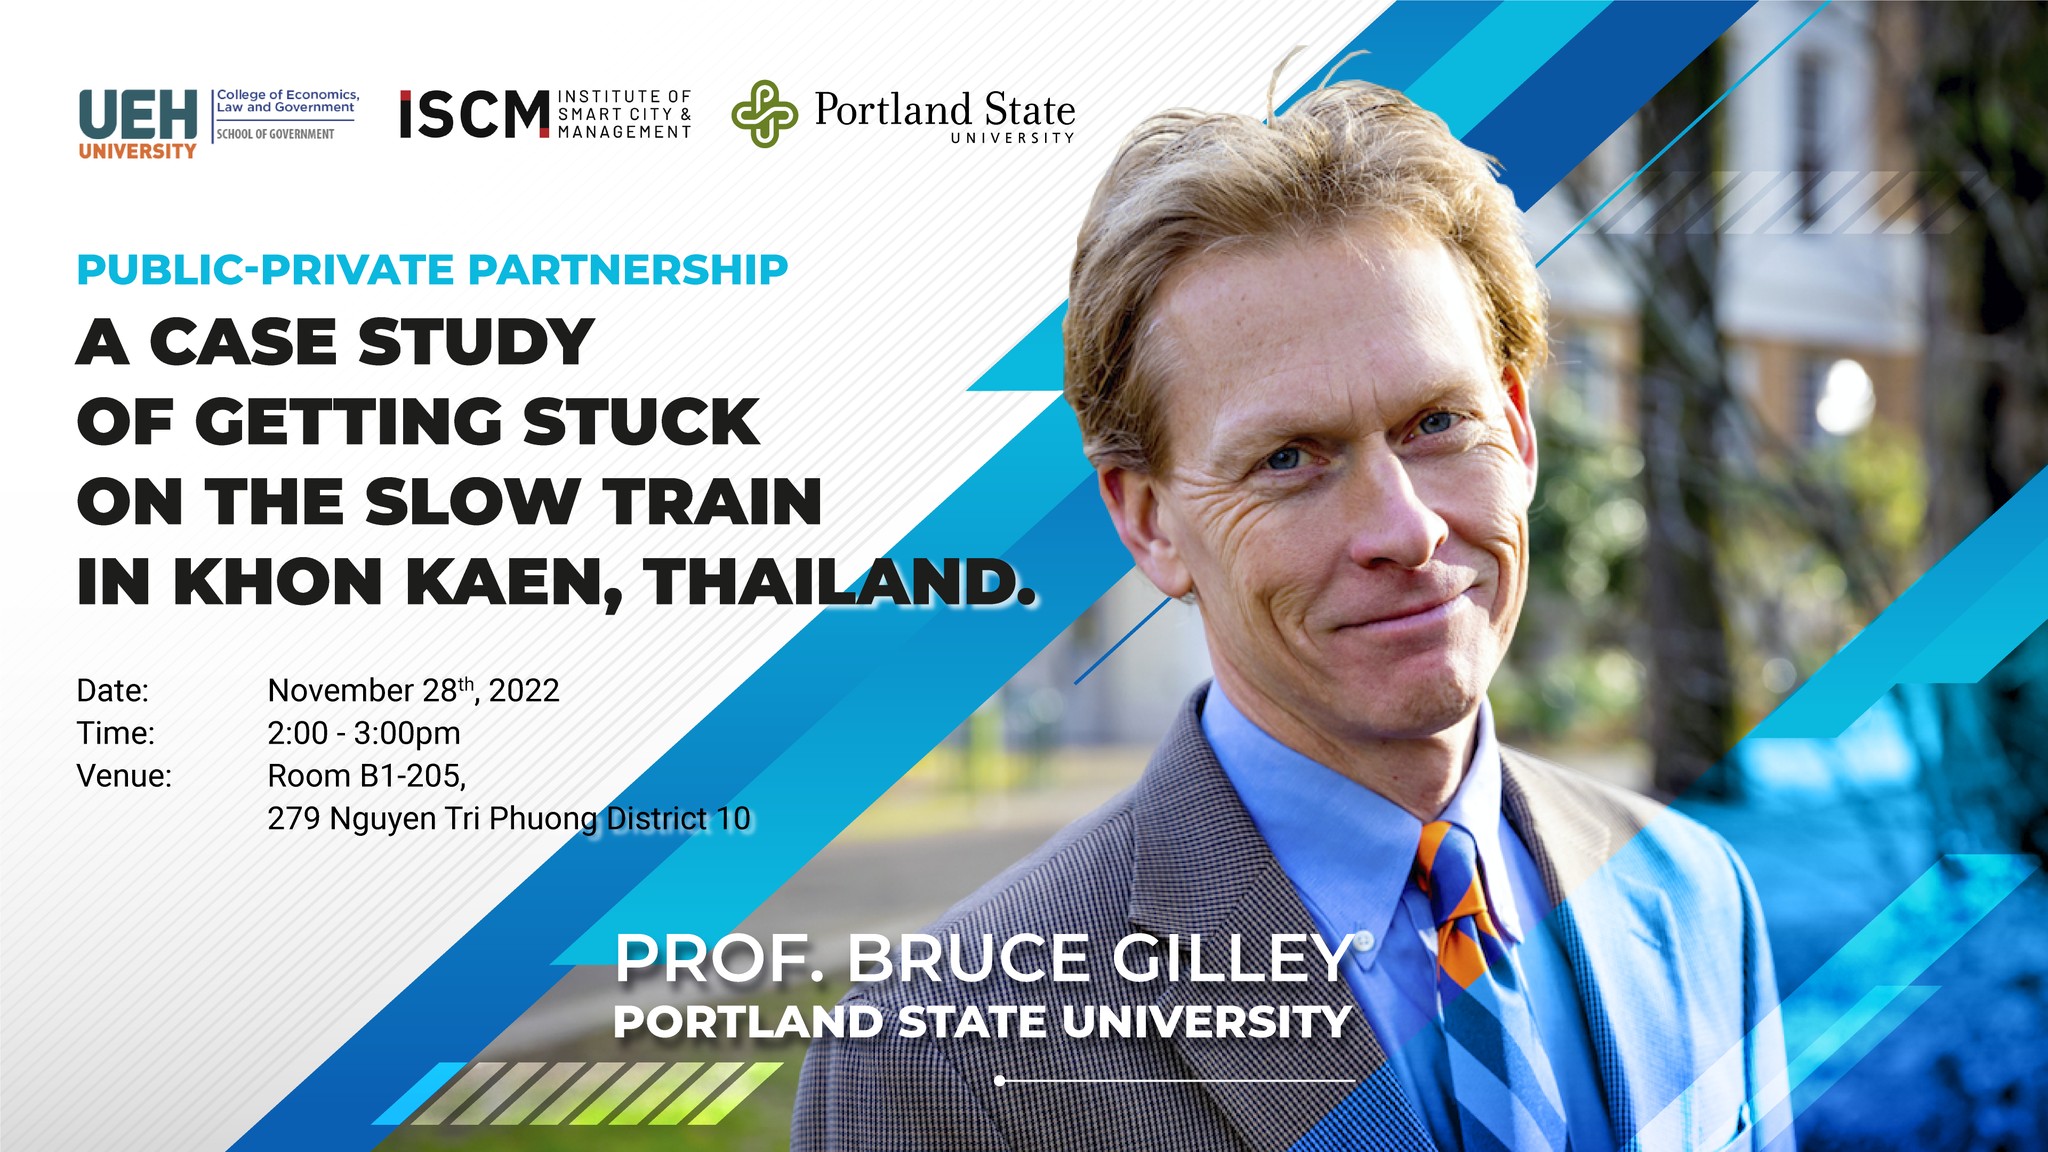 UEH
UNIVERSITY
College of Economics,
Law and Government
SCHOOL OF GOVERNMENT
ISCM
INSTITUTE OF
SMART CITY &
MANAGEMENT
Portland State
UNIVERSITY
PUBLIC-PRIVATE PARTNERSHIP
A CASE STUDY
OF GETTING STUCK
ON THE SLOW TRAIN
IN KHON KAEN, THAILAND.
Date: November 28th, 2022
Time: 2:00 - 3:00pm
Venue: Room B1-205,
279 Nguyen Tri Phuong District 10
PROF. BRUCE GILLEY
PORTLAND STATE UNIVERSITY